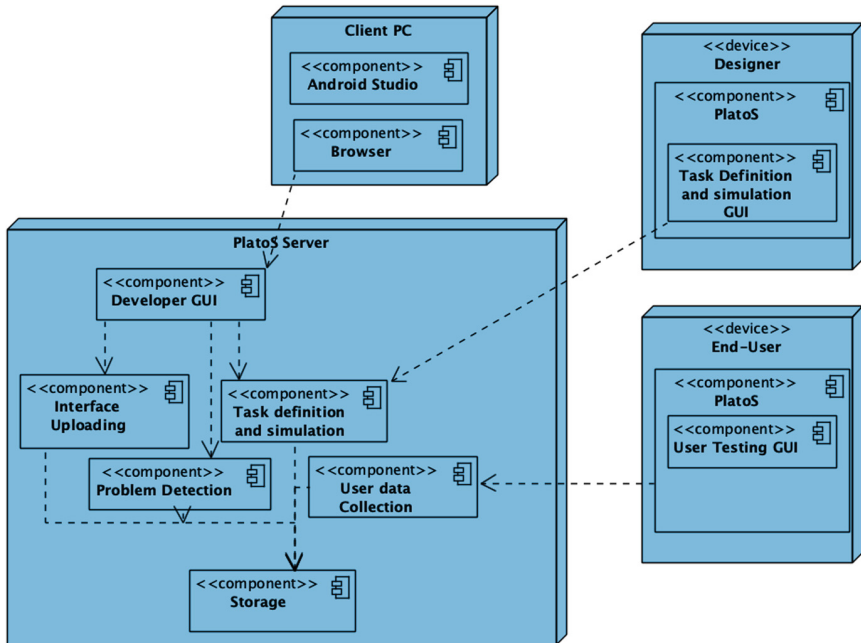 Client PC
<<component>>
Android Studio
<<component>>
Browser
<<device>>
Designer
<<component>>
PlatoS
<<component>>
Task Definition
and simulation
GUI
PlatoS Server
<<component>>
Developer GUI
<<component>>
Interface
Uploading
<<component>>
Task definition
and simulation
<<component>>
Problem Detection
<<component>>
User data
Collection
<<component>>
Storage
<<device>>
End-User
<<component>>
PlatoS
<<component>>
User Testing GUI